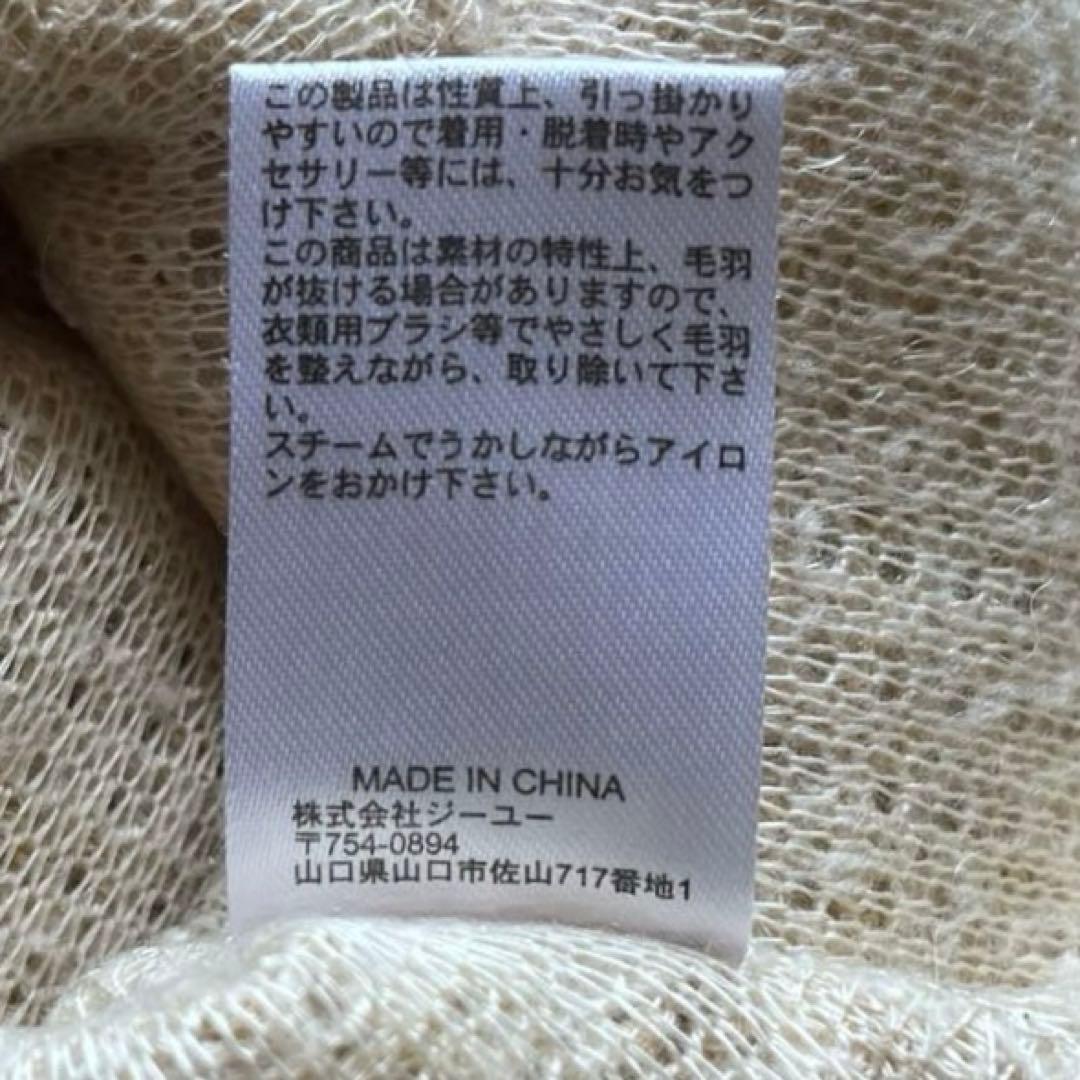 この製品は性質上、引っ掛かり
やすいので着用・脱着時やアク
セサリー等には、十分お気をつ
け下さい。
この商品は素材の特性上、毛羽
が抜ける場合がありますので、
衣類用ブラシ等でやさしく毛羽
を整えながら、取り除いて下さ
い。
スチームでうかしながらアイロ
ンをおかけ下さい。
MADE IN CHINA
株式会社ジーユー
〒754-0894
山口県山口市佐山717番地1